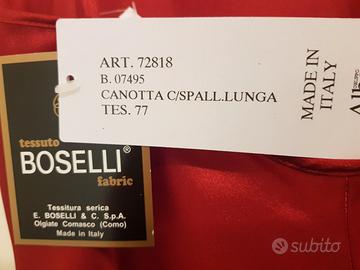 ART. 72818
B. 07495
CANOTTA C/SPALL.LUNGA
TES. 77
MADE IN
ITALY
tessuto
BOSELLI®
fabric
Tessitura serica
E. BOSELLI & C. S.p.A.
Olgiate Comasco (Como)
Made in Italy
subito